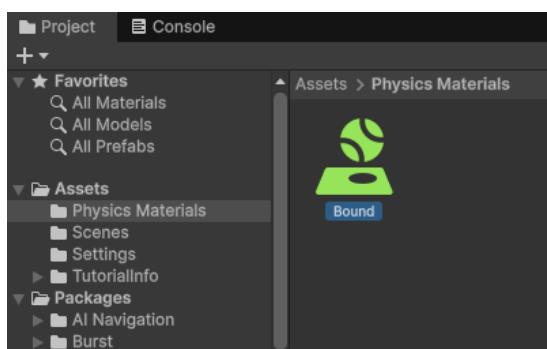 Project
Console
Favorites
All Materials
All Models
All Prefabs
Assets
Physics Materials
Scenes
Settings
TutorialInfo
Packages
AI Navigation
Burst
Assets > Physics Materials
Bound